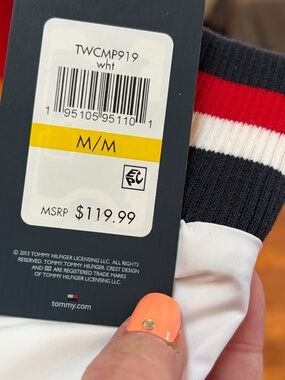 TWCMP919
wht
1 95105 95110 1
M/M
MSRP $119.99
© 2013 TOMMY HILFIGER LICENSING LLC. ALL RIGHTS
RESERVED. TOMMY, TOMMY HILFIGER, CREST DESIGN
AND ARE REGISTERED TRADE MARKS
OF TOMMY HILFIGER LICENSING LLC.
tommy.com